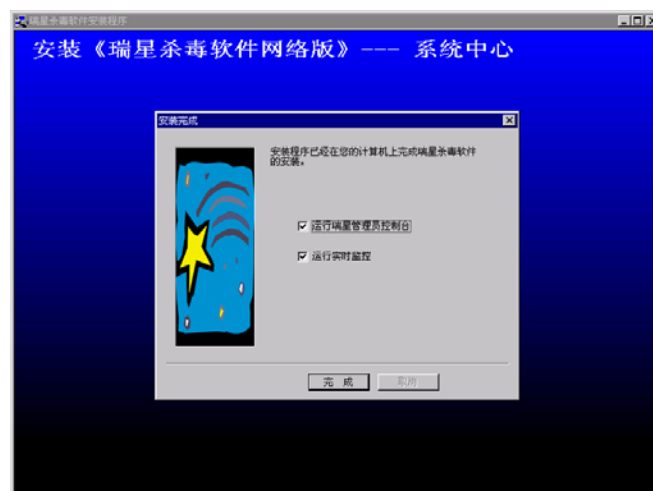 瑞星杀毒软件安装程序
安装《瑞星杀毒软件网络版》--- 系统中心
安装完成
安装程序已经在您的计算机上完成瑞星杀毒软件
的安装。
运行瑞星管理员控制台
运行实时监控
完 成
取消